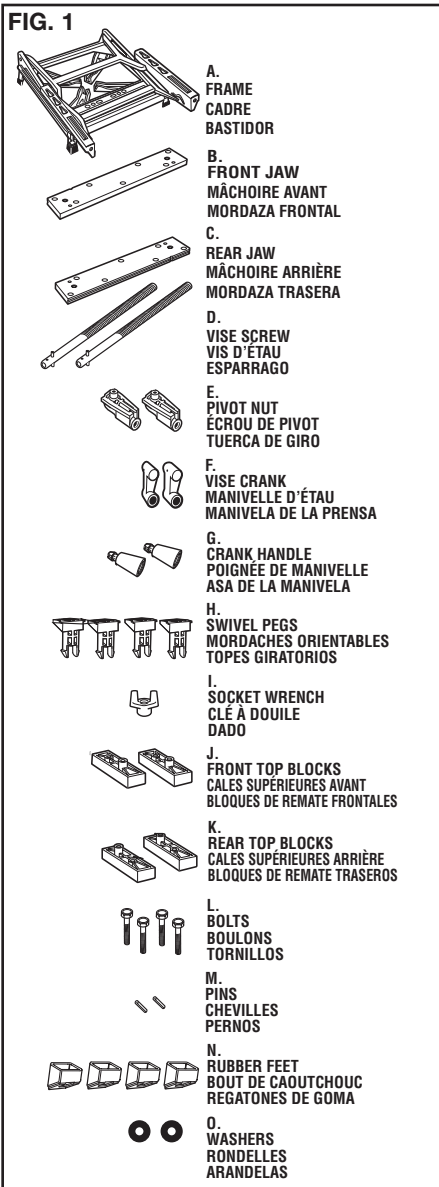 FIG. 1
A.
FRAME
CADRE
BASTIDOR
B.
FRONT JAW
MÂCHOIRE AVANT
MORDAZA FRONTAL
C.
REAR JAW
MÂCHOIRE ARRIÈRE
MORDAZA TRASERA
D.
VISE SCREW
VIS D'ÉTAU
ESPARRAGO
E.
PIVOT NUT
ÉCROU DE PIVOT
TUERCA DE GIRO
F.
VISE CRANK
MANIVELLE D'ÉTAU
MANIVELA DE LA PRENSA
G.
CRANK HANDLE
POIGNÉE DE MANIVELLE
ASA DE LA MANIVELA
H.
SWIVEL PEGS
MORDACHES ORIENTABLES
TOPES GIRATORIOS
I.
SOCKET WRENCH
CLÉ À DOUILE
DADO
J.
FRONT TOP BLOCKS
CALES SUPÉRIEURES AVANT
BLOQUES DE REMATE FRONTALES
K.
REAR TOP BLOCKS
CALES SUPÉRIEURES ARRIÈRE
BLOQUES DE REMATE TRASEROS
L.
BOLTS
BOULONS
TORNILLOS
M.
PINS
CHEVILLES
PERNOS
N.
RUBBER FEET
BOUT DE CAOUTCHOUC
REGATONES DE GOMA
O.
WASHERS
RONDELLES
ARANDELAS